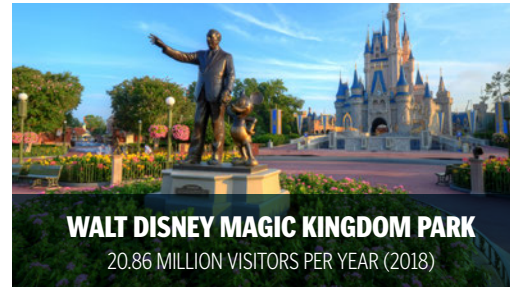 WALT DISNEY MAGIC KINGDOM PARK
20.86 MILLION VISITORS PER YEAR (2018)